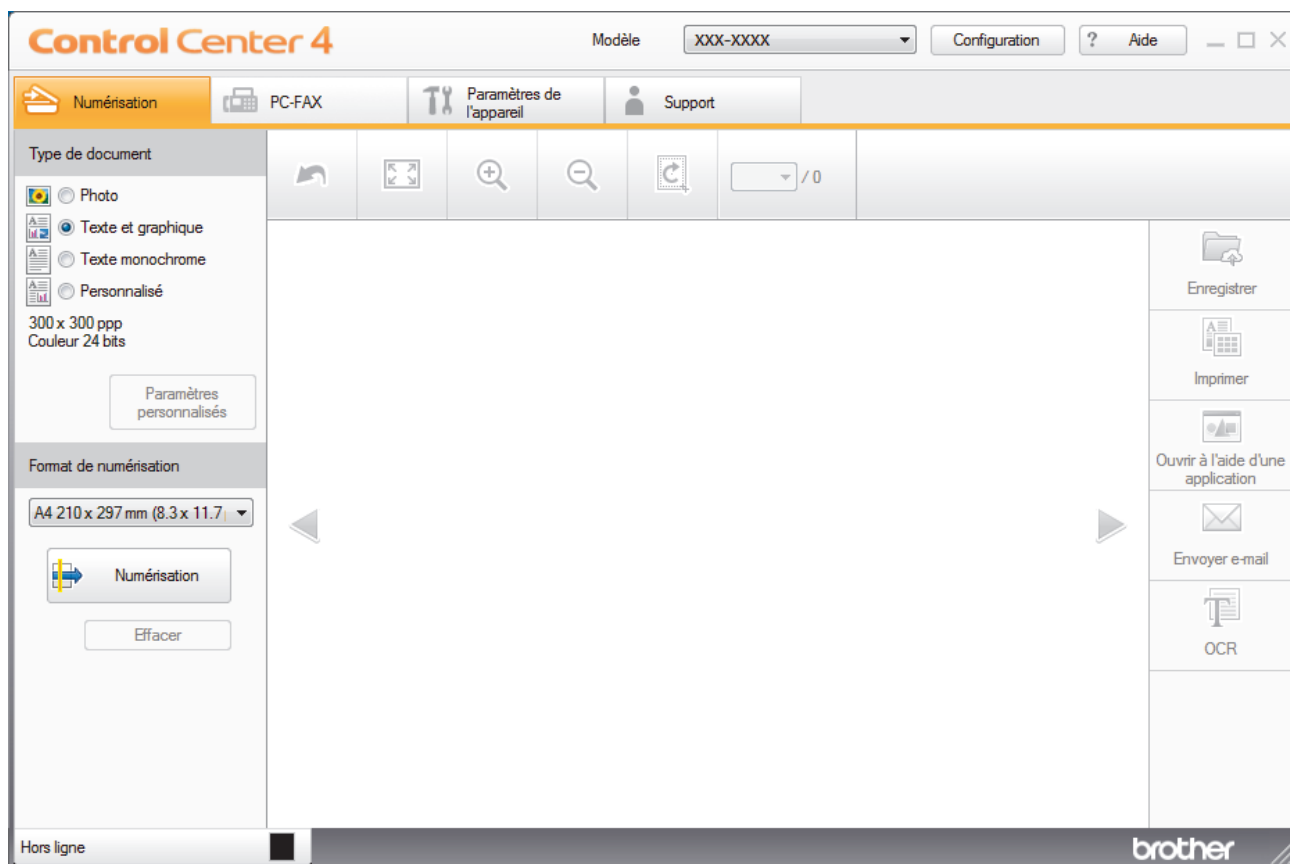 Control Center 4
Modèle
XXX-XXXX
Configuration
? Aide
Numérisation
PC-FAX
Paramètres de
l'appareil
Support
Type de document
/ 0
Photo
Texte et graphique
Texte monochrome
Personnalisé
300 x 300 ppp
Couleur 24 bits
Paramètres
personnalisés
Format de numérisation
A4 210 x 297 mm (8.3 x 11.7
Numérisation
Effacer
Enregistrer
Imprimer
Ouvrir à l'aide d'une
application
Envoyer e-mail
OCR
Hors ligne
brother